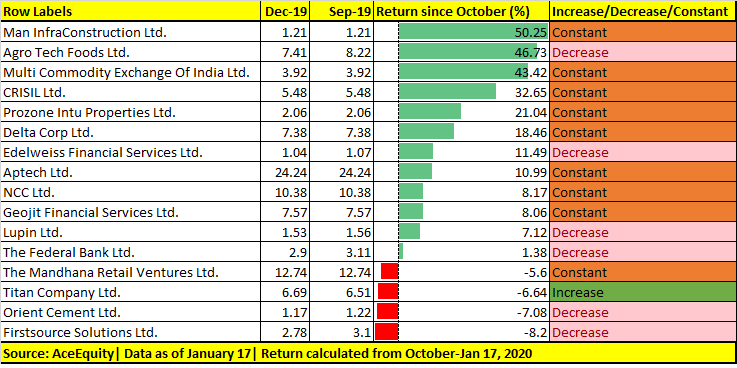 Row Labels Dec-19 Sep-19 Return since October (%) Increase/Decrease/Constant
Man InfraConstruction Ltd. 1.21 1.21 50.25 Constant
Agro Tech Foods Ltd. 7.41 8.22 46.73 Decrease
Multi Commodity Exchange Of India Ltd. 3.92 3.92 43.42 Constant
CRISIL Ltd. 5.48 5.48 32.65 Constant
Prozone Intu Properties Ltd. 2.06 2.06 21.04 Constant
Delta Corp Ltd. 7.38 7.38 18.46 Constant
Edelweiss Financial Services Ltd. 1.04 1.07 11.49 Decrease
Aptech Ltd. 24.24 24.24 10.99 Constant
NCC Ltd. 10.38 10.38 8.17 Constant
Geojit Financial Services Ltd. 7.57 7.57 8.06 Constant
Lupin Ltd. 1.53 1.56 7.12 Decrease
The Federal Bank Ltd. 2.9 3.11 1.38 Decrease
The Mandhana Retail Ventures Ltd. 12.74 12.74 -5.6 Constant
Titan Company Ltd. 6.69 6.51 -6.64 Increase
Orient Cement Ltd. 1.17 1.22 -7.08 Decrease
Firstsource Solutions Ltd. 2.78 3.1 -8.2 Decrease
Source: AceEquity| Data as of January 17| Return calculated from October-Jan 17, 2020